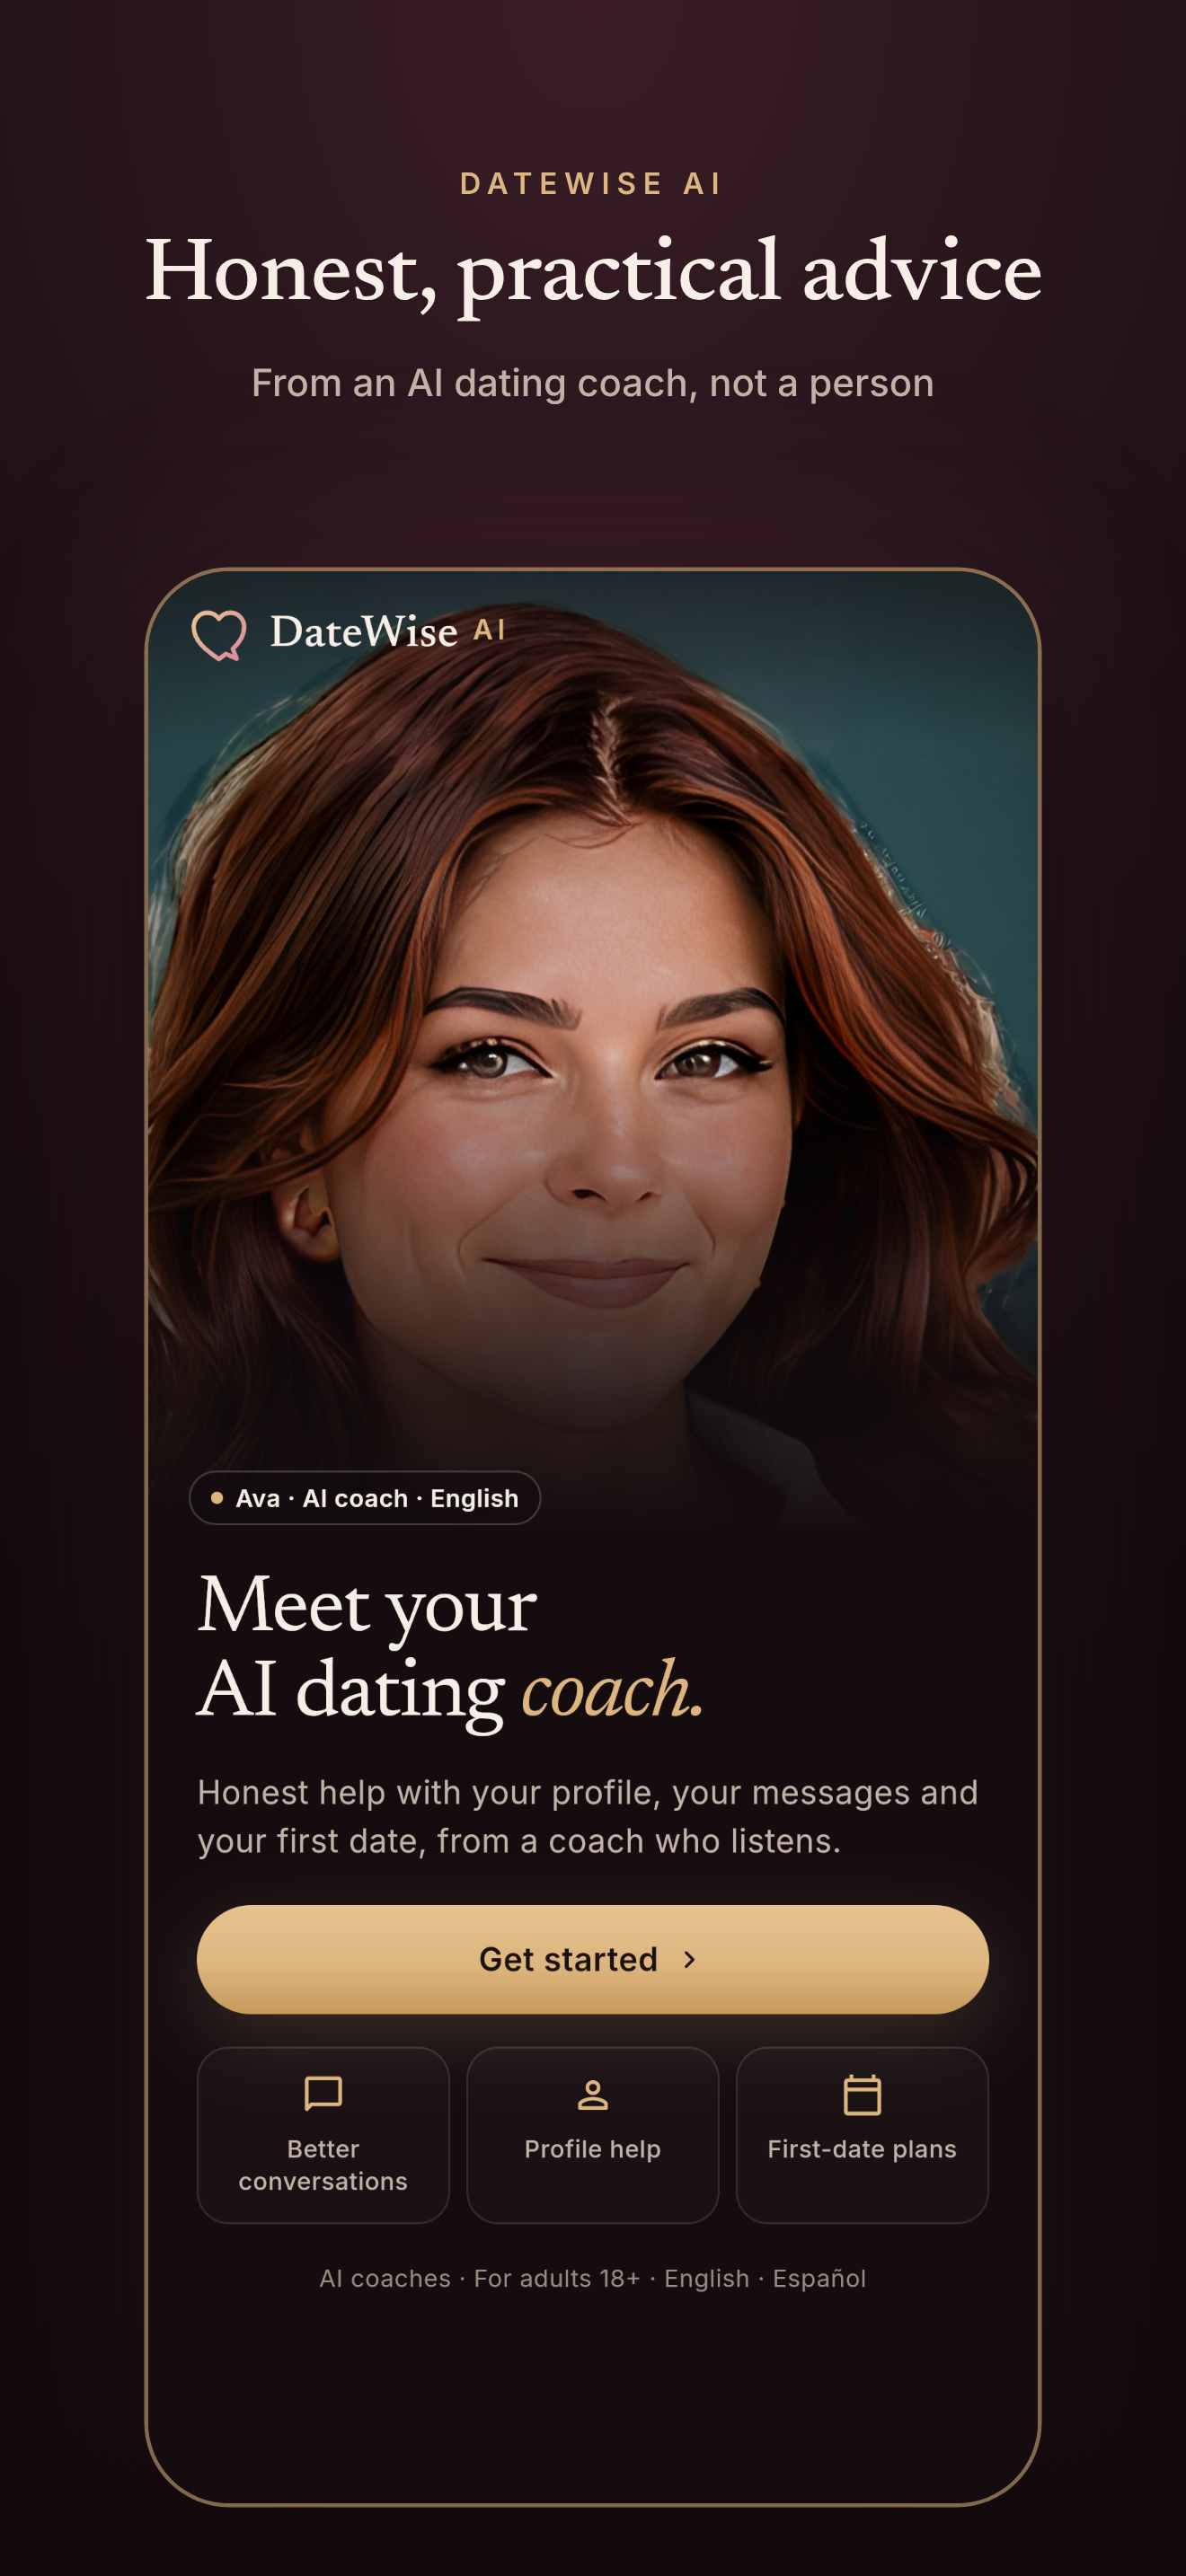 DATEWISE AI
Honest, practical advice
From an AI dating coach, not a person
DateWise AI
Ava · AI coach · English
Meet your
AI dating coach.
Honest help with your profile, your messages and
your first date, from a coach who listens.
Get started
Better
conversations
Profile help
First-date plans
AI coaches · For adults 18+ · English · Español